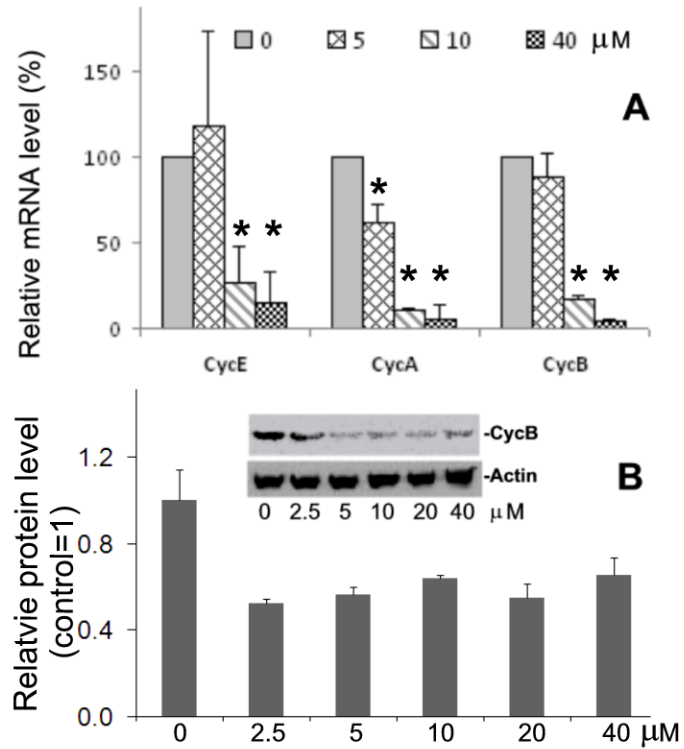 0 5 10 40 μM
A
Relative mRNA level (%)
150
100
50
0
* *
* * *
* *
CycE CycA CycB
B
Relatvie protein level
(control=1)
1.2
0.8
0.4
0.0
-CycB
-Actin
0 2.5 5 10 20 40 μM
0 2.5 5 10 20 40 μM